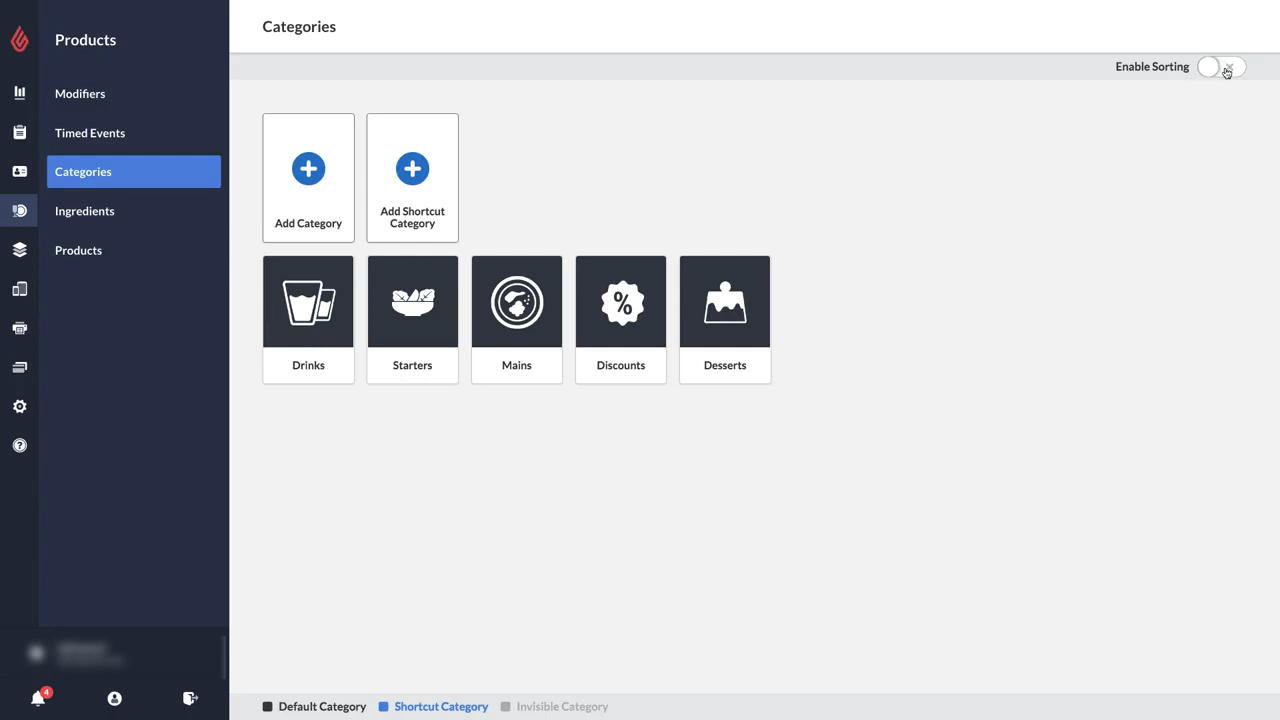 Products
Modifiers
Timed Events
Categories
Ingredients
Products
4
Categories
Enable Sorting
Add Category
Add Shortcut
Category
%
Drinks
Starters
Mains
Discounts
Desserts
Default Category
Shortcut Category
Invisible Category